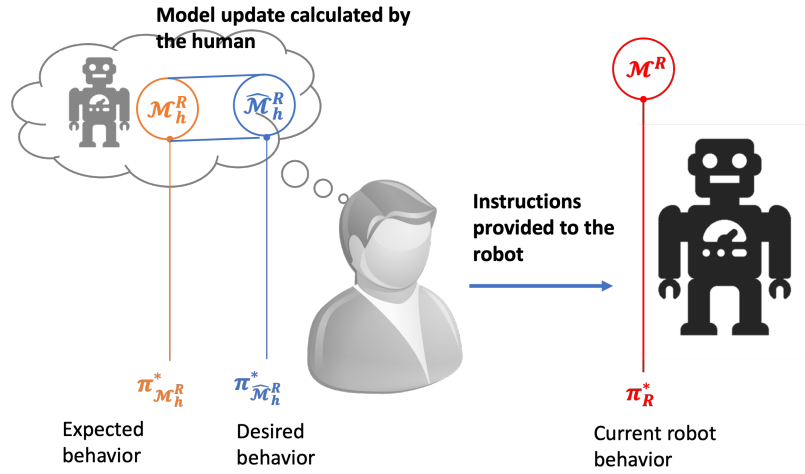 Model update calculated by
the human
ℳ_h^R
ℳ̂_h^R
ℳ^R
Instructions
provided to the
robot
π*_{ℳ_h^R}
π*_{ℳ̂_h^R}
π*_R
Expected
behavior
Desired
behavior
Current robot
behavior